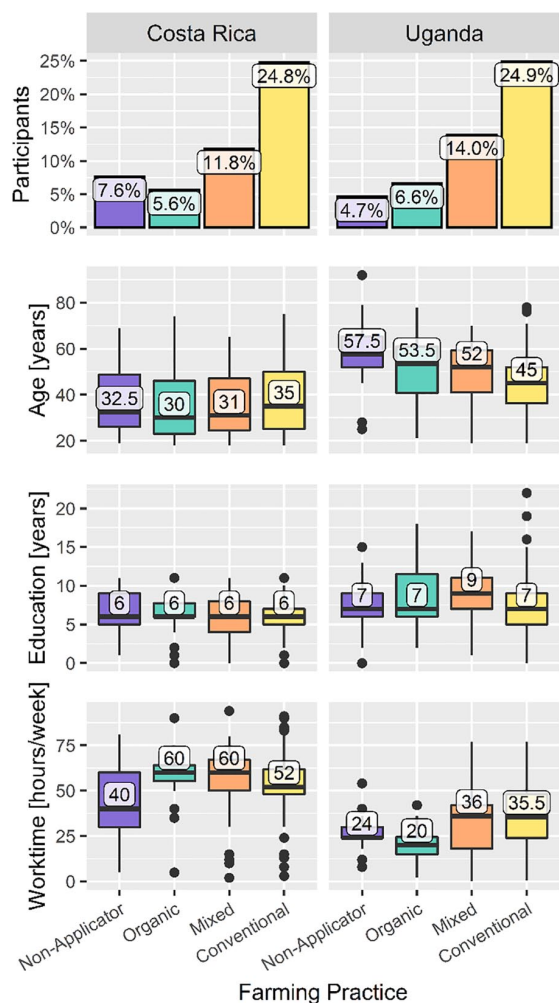 Costa Rica Uganda
Participants
25%
20%
15%
10%
5%
0%
7.6% 5.6% 11.8% 24.8% 4.7% 6.6% 14.0% 24.9%
Age [years]
80
60
40
20
32.5 30 31 35 57.5 53.5 52 45
Education [years]
20
15
10
5
0
6 6 6 6 7 7 9 7
Worktime [hours/week]
75
50
25
0
40 60 60 52 24 20 36 35.5
Non-Applicator Organic Mixed Conventional Non-Applicator Organic Mixed Conventional
Farming Practice